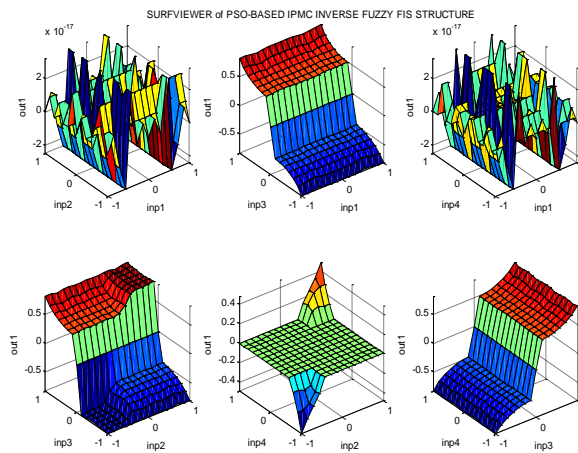 SURFVIEWER of PSO-BASED IPMC INVERSE FUZZY FIS STRUCTURE
x 10⁻¹⁷
2
0
-2
out1
1
0
-1
inp2
-1
0
1
inp1
0.5
0
-0.5
out1
1
0
-1
inp3
-1
0
1
inp1
x 10⁻¹⁷
2
0
-2
out1
1
0
-1
inp4
-1
0
1
inp1
0.5
0
-0.5
out1
1
0
-1
inp3
-1
0
1
inp2
0.4
0.2
0
-0.2
-0.4
out1
1
0
-1
inp4
-1
0
1
inp2
0.5
0
-0.5
out1
1
0
-1
inp4
-1
0
1
inp3